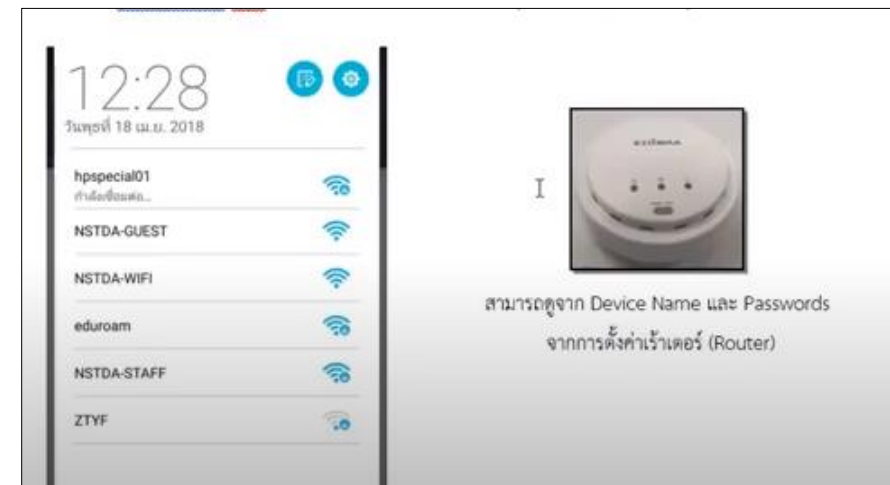 12:28
วันพุธที่ 18 เม.ย. 2018
hpspecial01
กำลังเชื่อมต่อ...
NSTDA-GUEST
NSTDA-WIFI
eduroam
NSTDA-STAFF
ZTYF
EDIMAX
สามารถดูจาก Device Name และ Passwords
จากการตั้งค่าเร้าเตอร์ (Router)